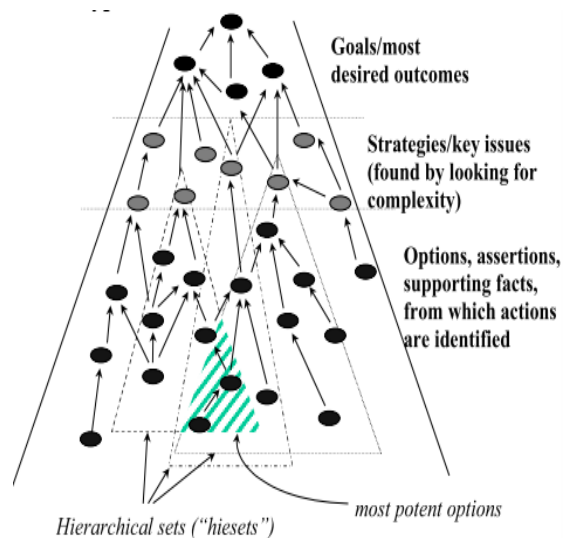 Goals/most
desired outcomes
Strategies/key issues
(found by looking for
complexity)
Options, assertions,
supporting facts,
from which actions
are identified
most potent options
Hierarchical sets (“hiesets”)